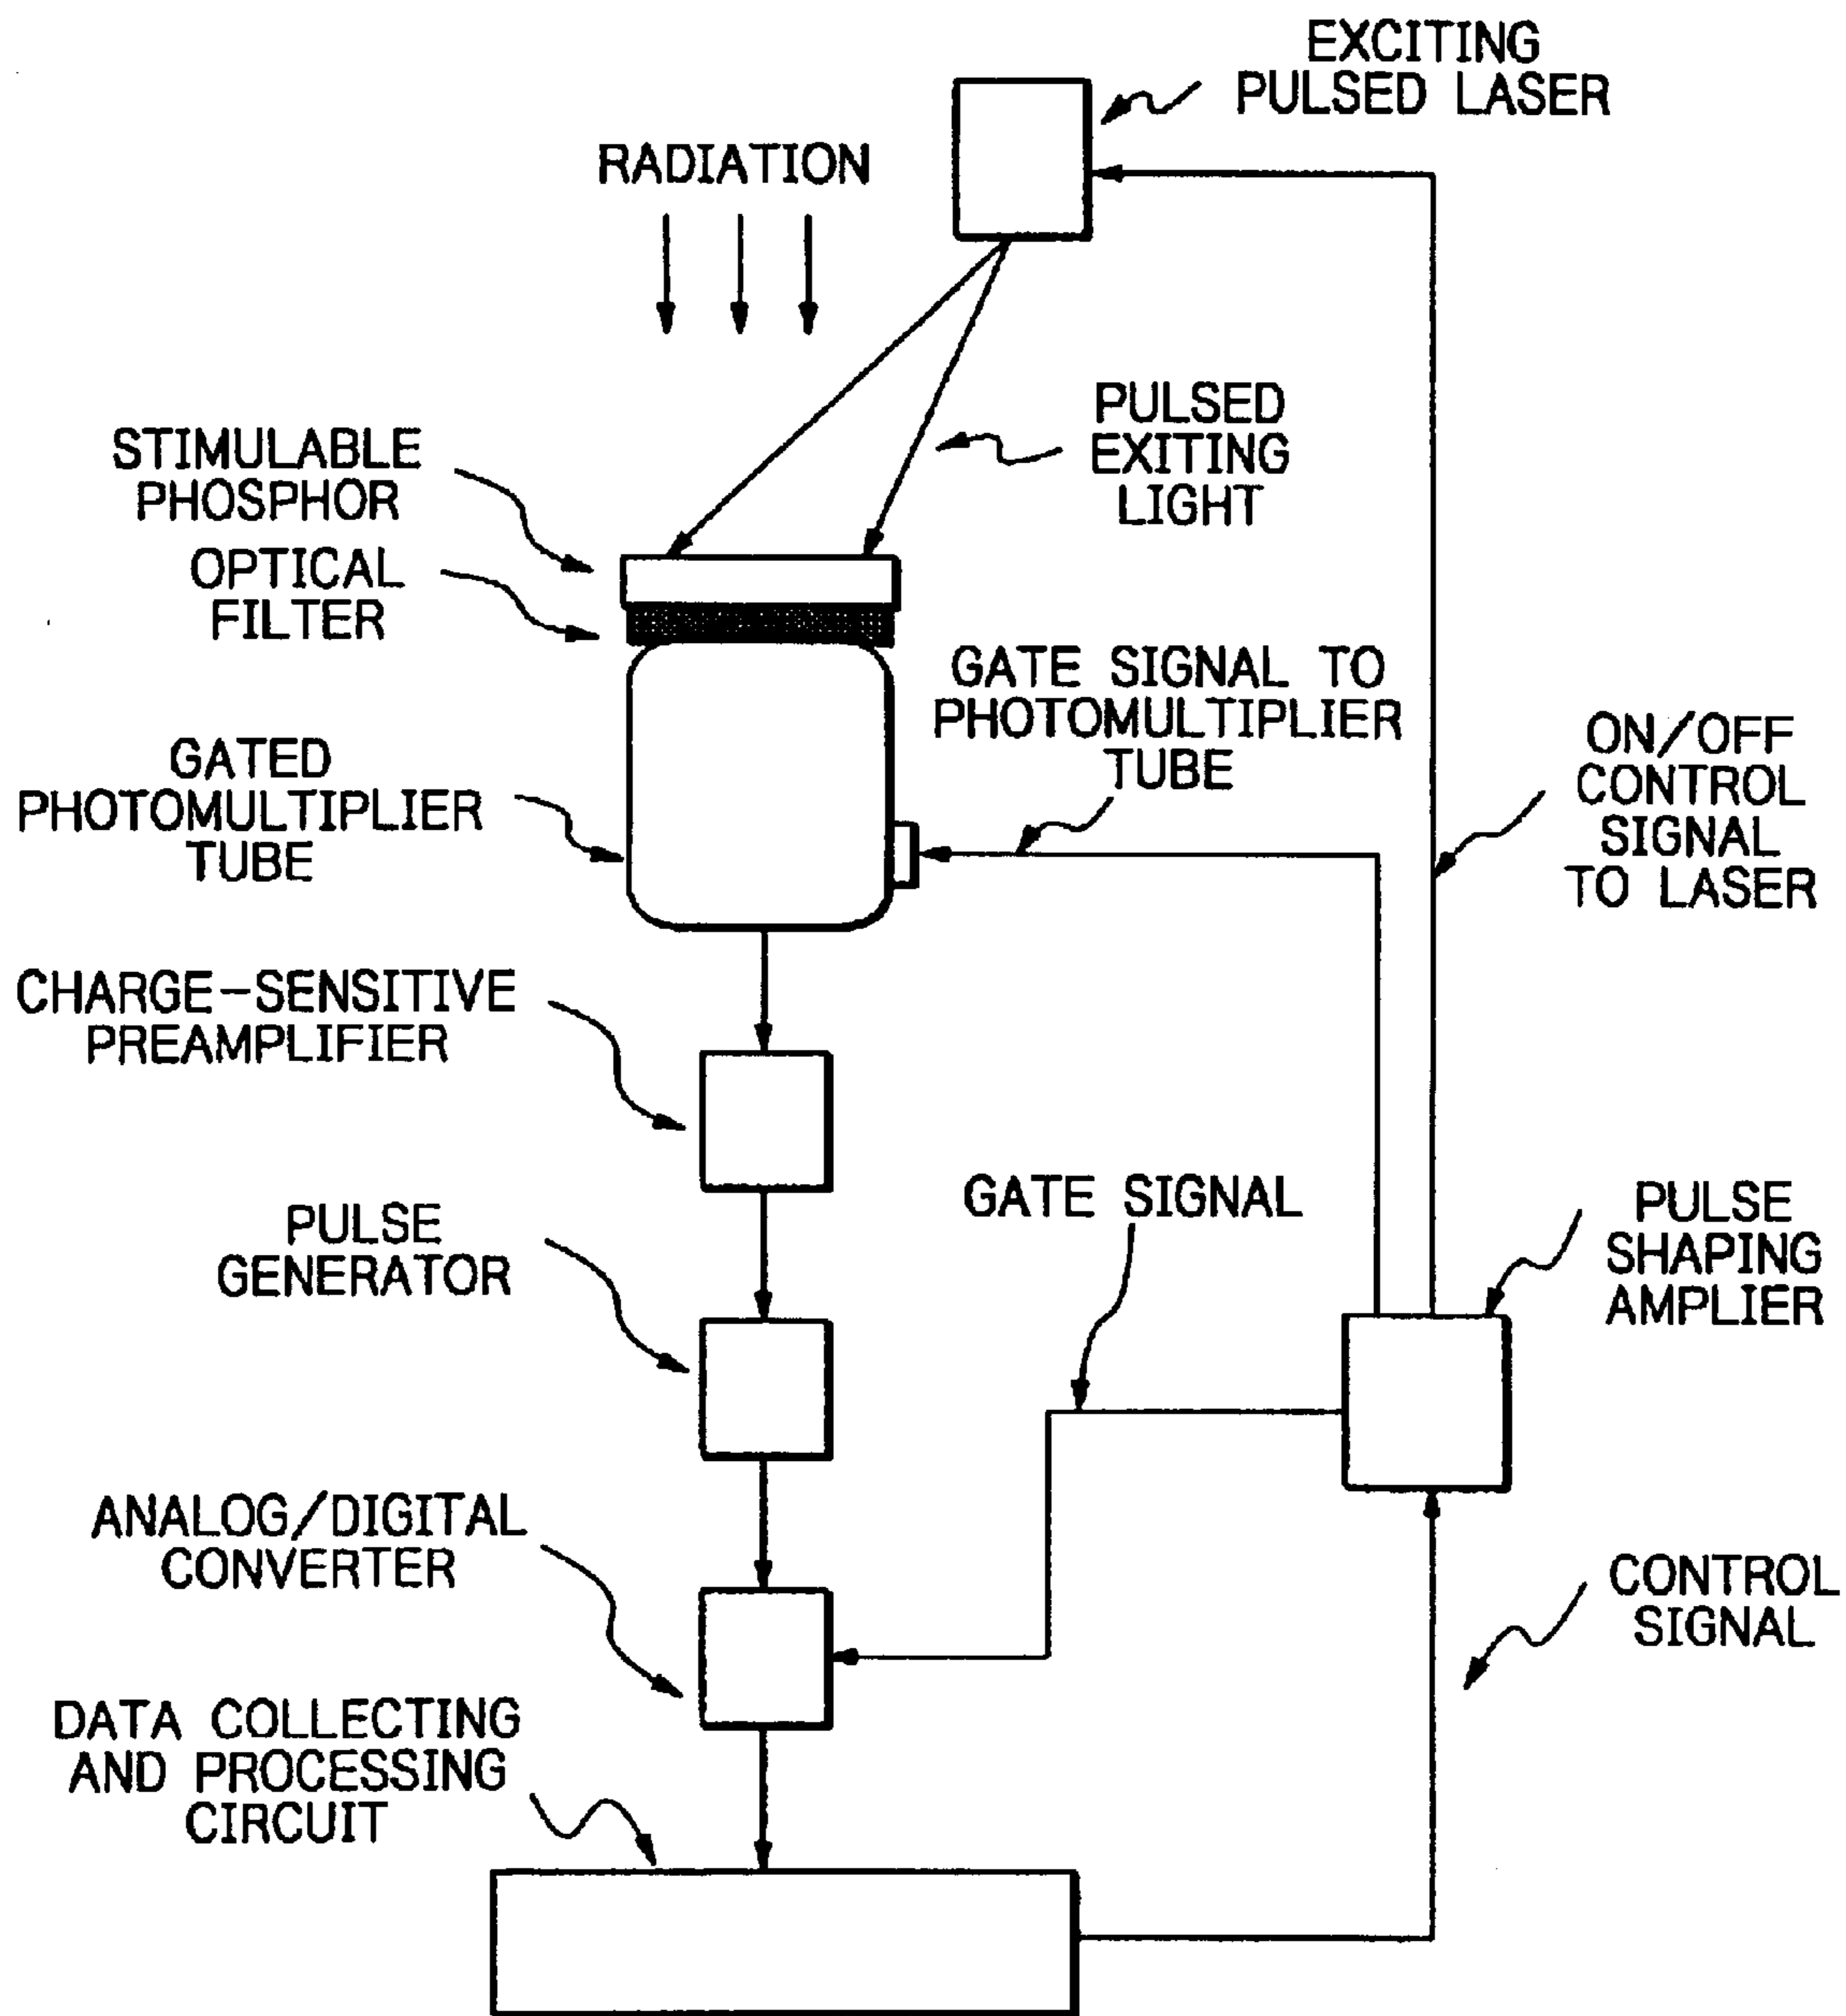 EXCITING
PULSED LASER
RADIATION
PULSED
EXITING
LIGHT
STIMULABLE
PHOSPHOR
OPTICAL
FILTER
GATE SIGNAL TO
PHOTOMULTIPLIER
TUBE
ON/OFF
CONTROL
SIGNAL
TO LASER
GATED
PHOTOMULTIPLIER
TUBE
CHARGE-SENSITIVE
PREAMPLIFIER
GATE SIGNAL
PULSE
SHAPING
AMPLIER
PULSE
GENERATOR
ANALOG/DIGITAL
CONVERTER
CONTROL
SIGNAL
DATA COLLECTING
AND PROCESSING
CIRCUIT